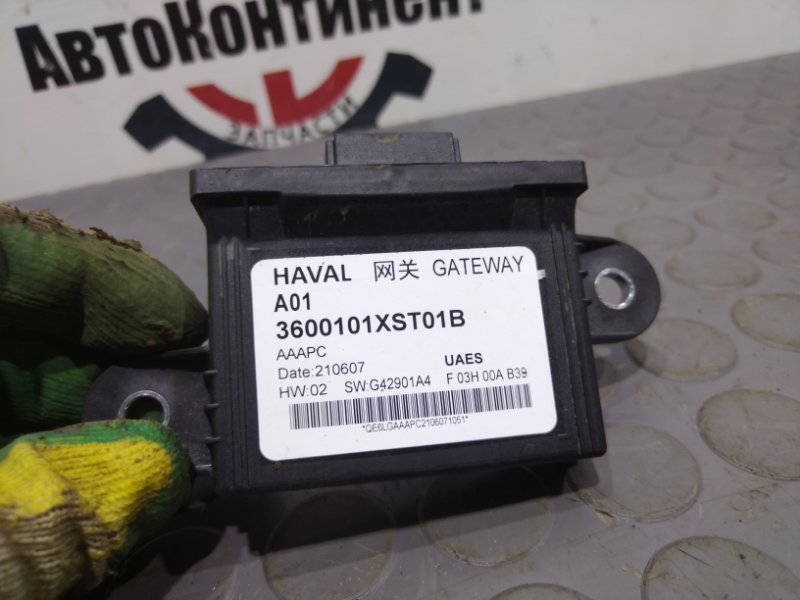 АвтоКонтинент
ЗАПЧАСТИ
HAVAL 网关 GATEWAY
A01
3600101XST01B
AAAPC
Date:210607 UAES
HW:02 SW:G42901A4 F 03H 00A B39
*QE6LGAAAPC2106071051*